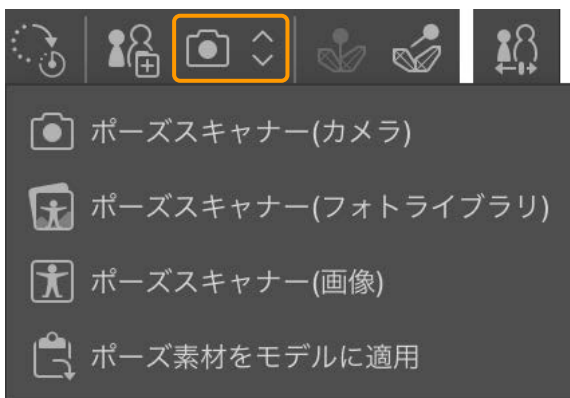 ポーズスキャナー(カメラ)
ポーズスキャナー(フォトライブラリ)
ポーズスキャナー(画像)
ポーズ素材をモデルに適用